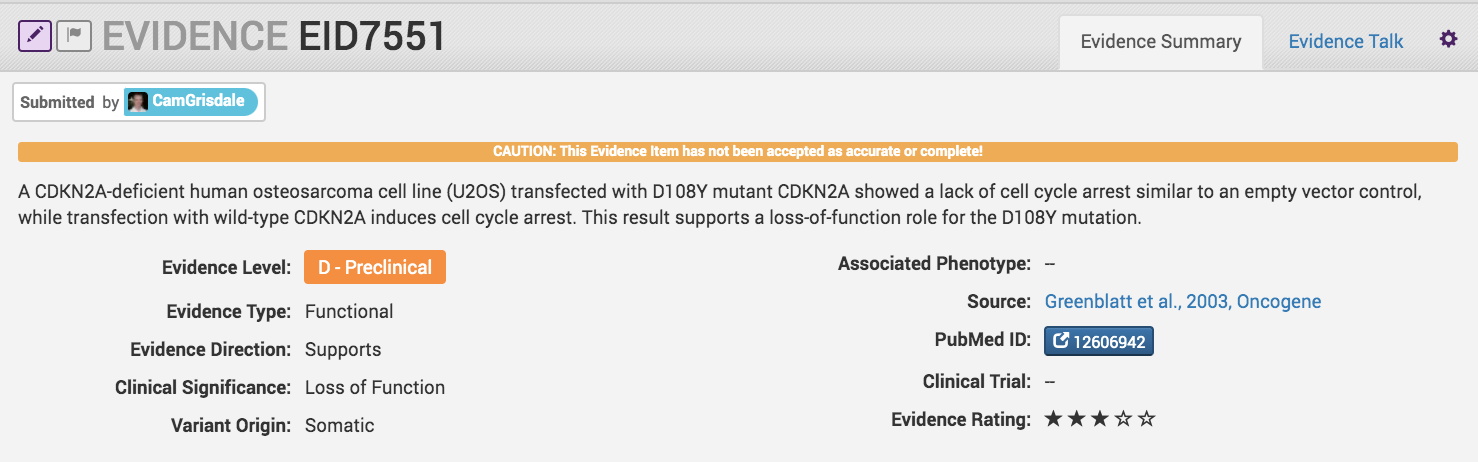 EVIDENCE EID7551
Evidence Summary
Evidence Talk
Submitted by CamGrisdale
CAUTION: This Evidence Item has not been accepted as accurate or complete!
A CDKN2A-deficient human osteosarcoma cell line (U2OS) transfected with D108Y mutant CDKN2A showed a lack of cell cycle arrest similar to an empty vector control,
while transfection with wild-type CDKN2A induces cell cycle arrest. This result supports a loss-of-function role for the D108Y mutation.
Evidence Level: D - Preclinical
Evidence Type: Functional
Evidence Direction: Supports
Clinical Significance: Loss of Function
Variant Origin: Somatic
Associated Phenotype: --
Source: Greenblatt et al., 2003, Oncogene
PubMed ID: 12606942
Clinical Trial: --
Evidence Rating: ★★★☆☆